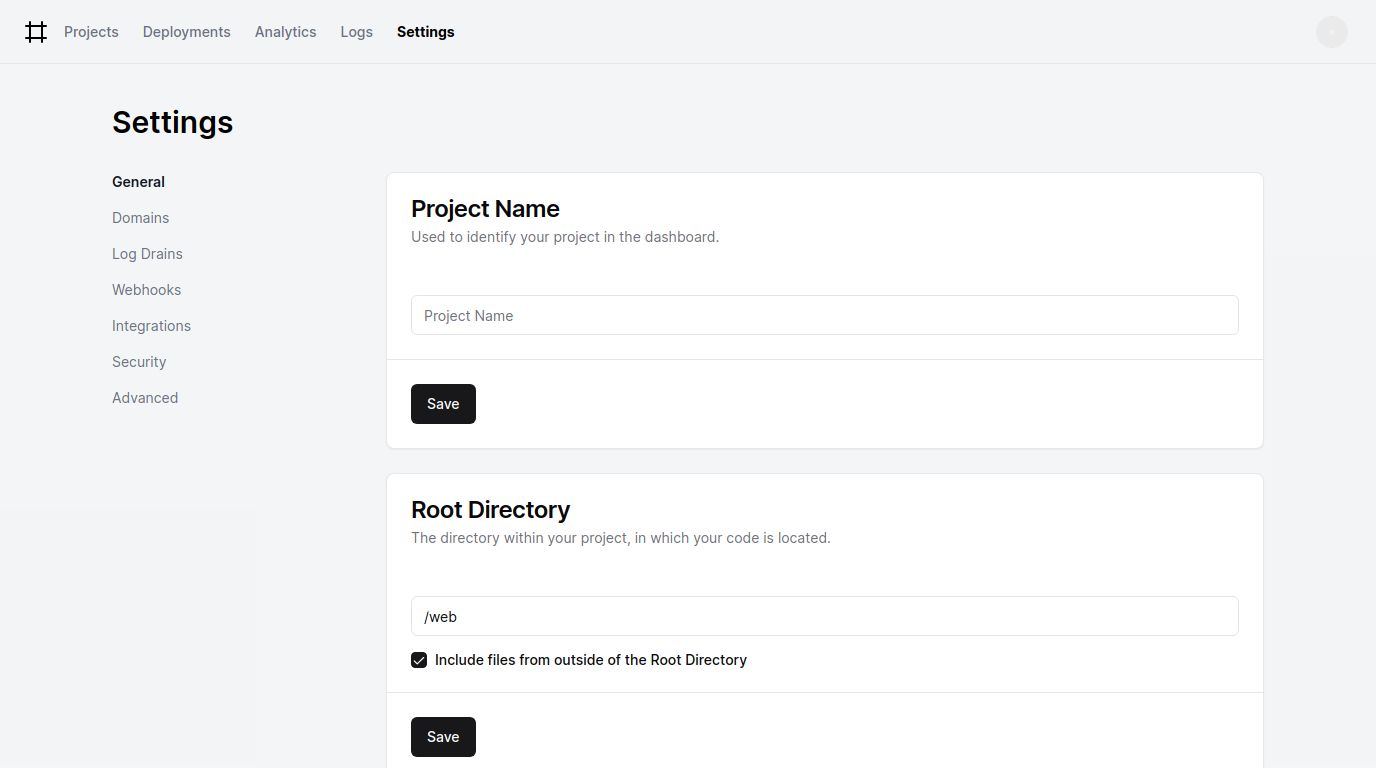 Projects Deployments Analytics Logs Settings
Settings
General
Domains
Log Drains
Webhooks
Integrations
Security
Advanced
Project Name
Used to identify your project in the dashboard.
Project Name
Save
Root Directory
The directory within your project, in which your code is located.
/web
Include files from outside of the Root Directory
Save